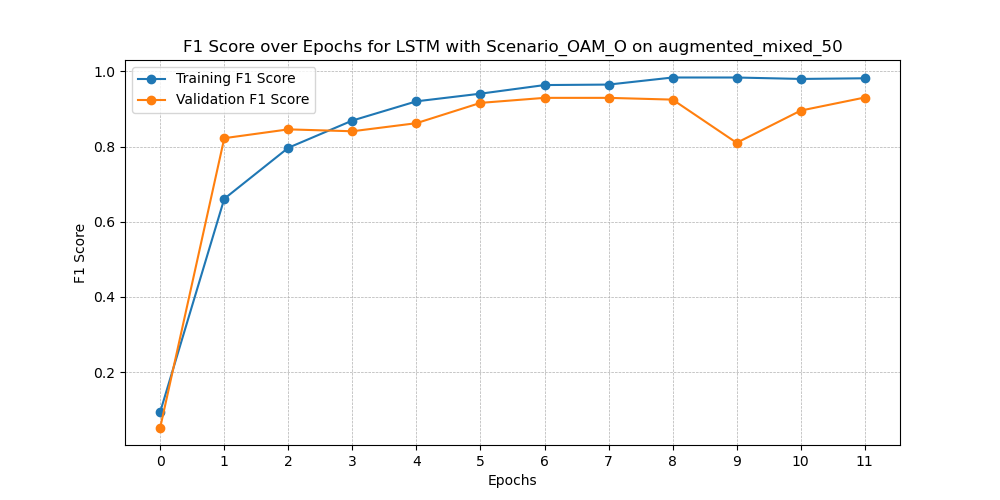 F1 Score over Epochs for LSTM with Scenario_OAM_O on augmented_mixed_50
Training F1 Score
Validation F1 Score
1.0
0.8
0.6
0.4
0.2
F1 Score
0 1 2 3 4 5 6 7 8 9 10 11
Epochs